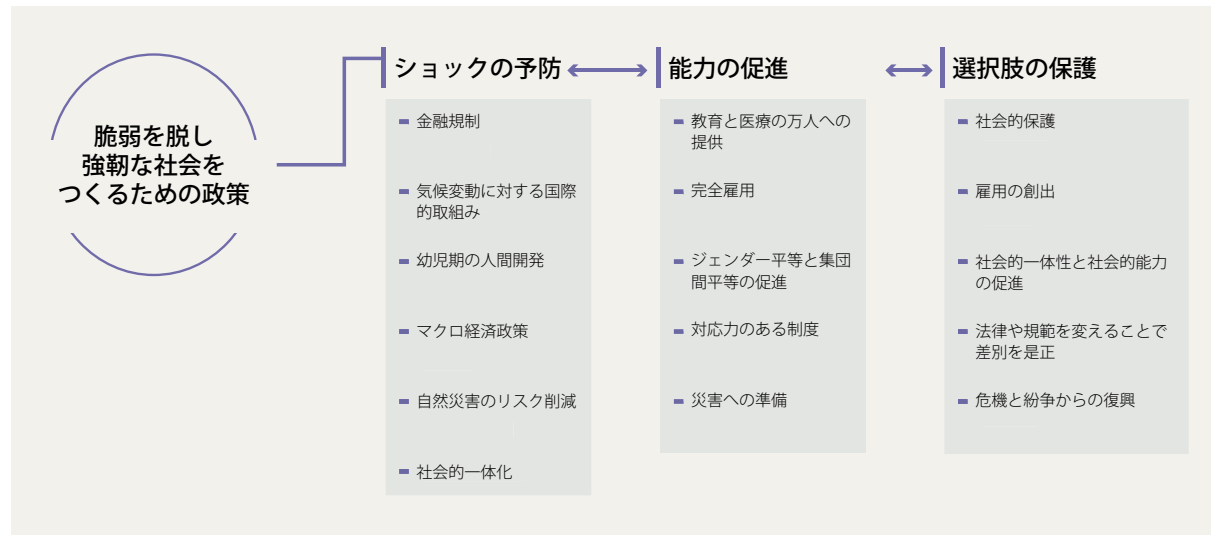 脆弱を脱し
強靭な社会を
つくるための政策
ショックの予防
金融規制
気候変動に対する国際
的取組み
幼児期の人間開発
マクロ経済政策
自然災害のリスク削減
社会的一体化
能力の促進
教育と医療の万人への
提供
完全雇用
ジェンダー平等と集団
間平等の促進
対応力のある制度
災害への準備
選択肢の保護
社会的保護
雇用の創出
社会的一体性と社会的能力
の促進
法律や規範を変えることで
差別を是正
危機と紛争からの復興